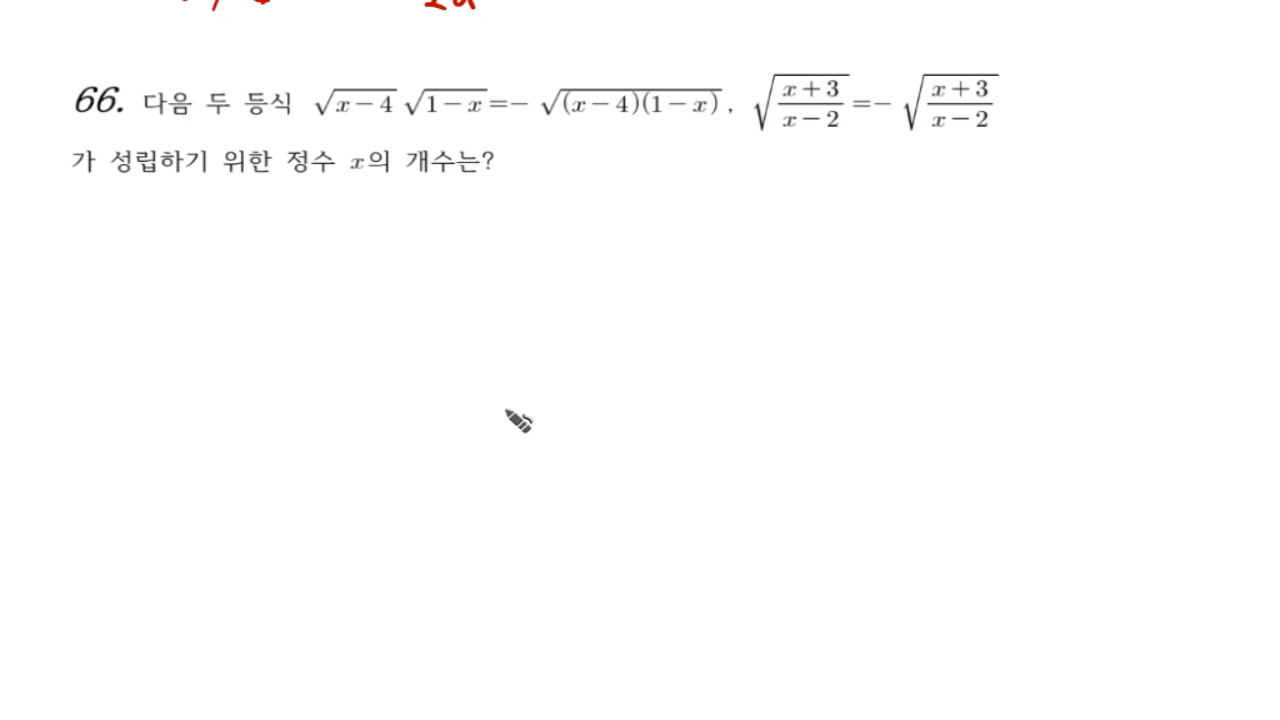 2a
66. 다음 두 등식 √(x−4) √(1−x) = − √((x−4)(1−x)), √((x+3)/(x−2)) = − √((x+3)/(x−2))
가 성립하기 위한 정수 x의 개수는?